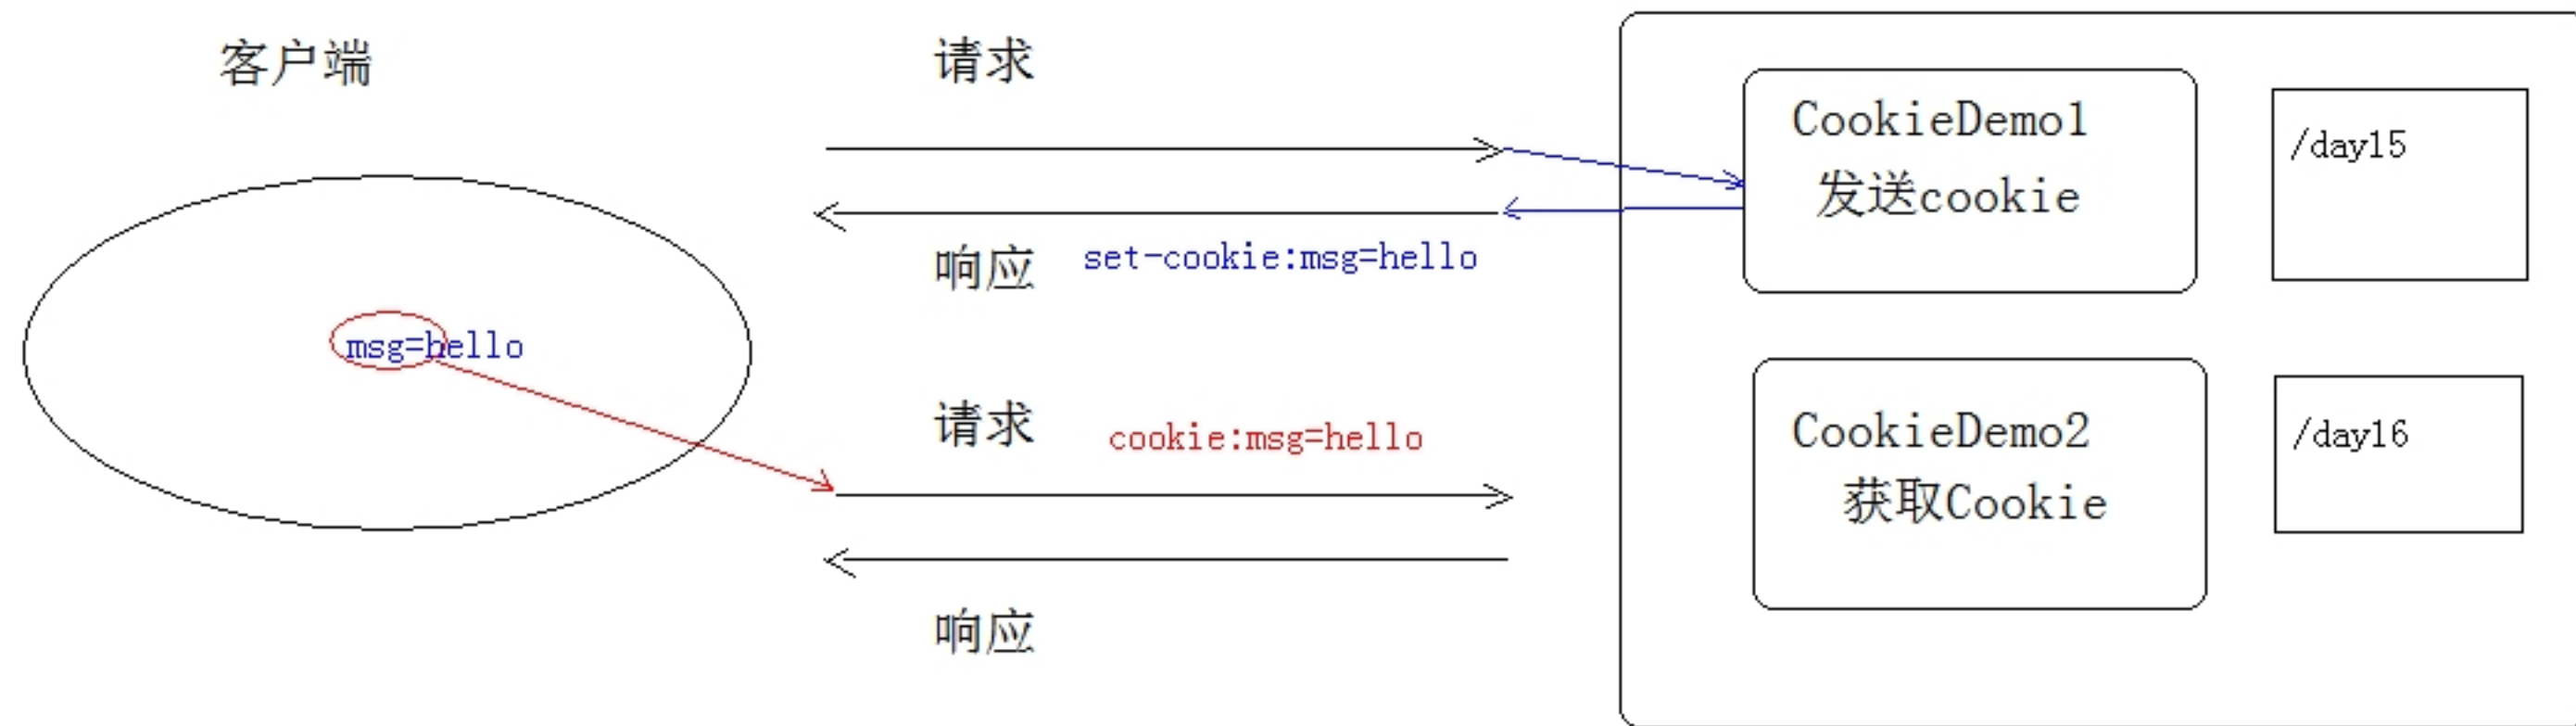 客户端
请求
CookieDemo1
发送cookie
/day15
响应
set-cookie:msg=hello
msg=hello
请求
cookie:msg=hello
CookieDemo2
获取Cookie
/day16
响应